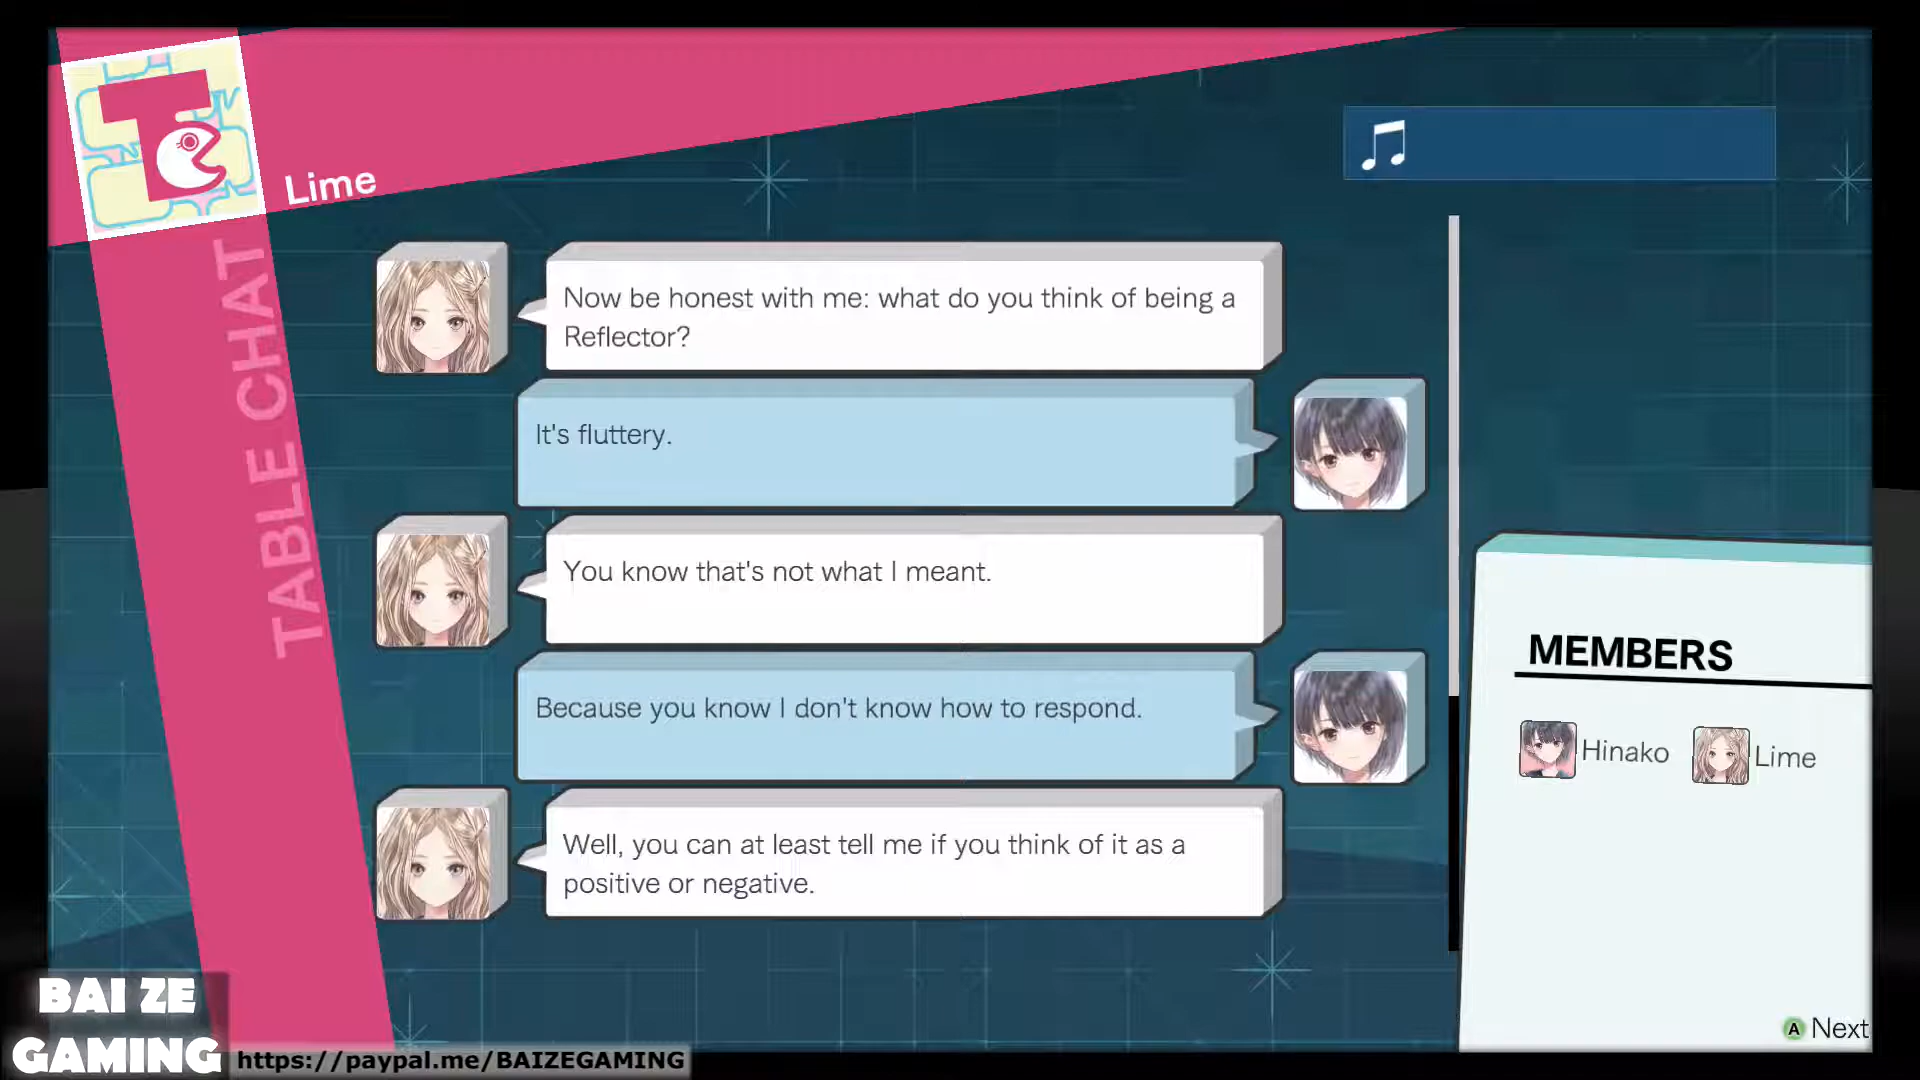 Lime
TABLE CHAT
Now be honest with me: what do you think of being a
Reflector?
It's fluttery.
You know that's not what I meant.
Because you know I don't know how to respond.
Well, you can at least tell me if you think of it as a
positive or negative.
MEMBERS
Hinako
Lime
A Next
BAI ZE
GAMING
https://paypal.me/BAIZEGAMING